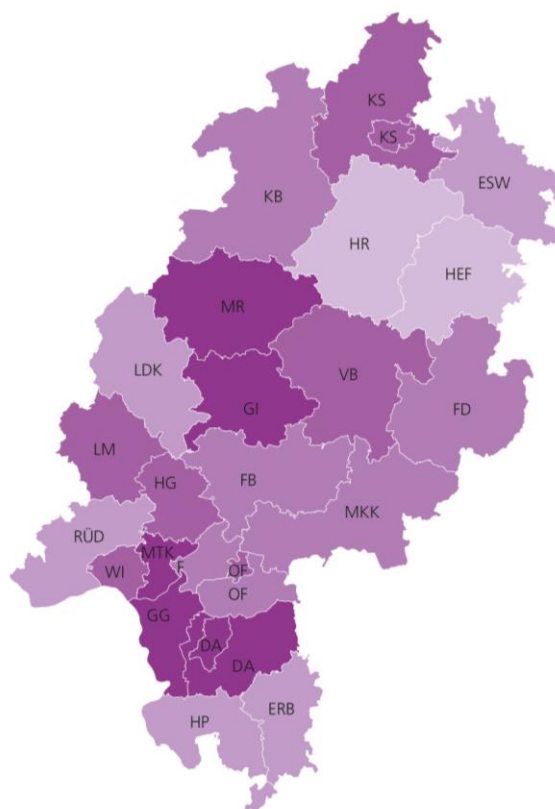 KS
KS
ESW
KB
HR
HEF
MR
LDK
VB
GI
FD
LM
HG
FB
MKK
RÜD
MTK
F
OF
WI
OF
GG
DA
DA
ERB
HP